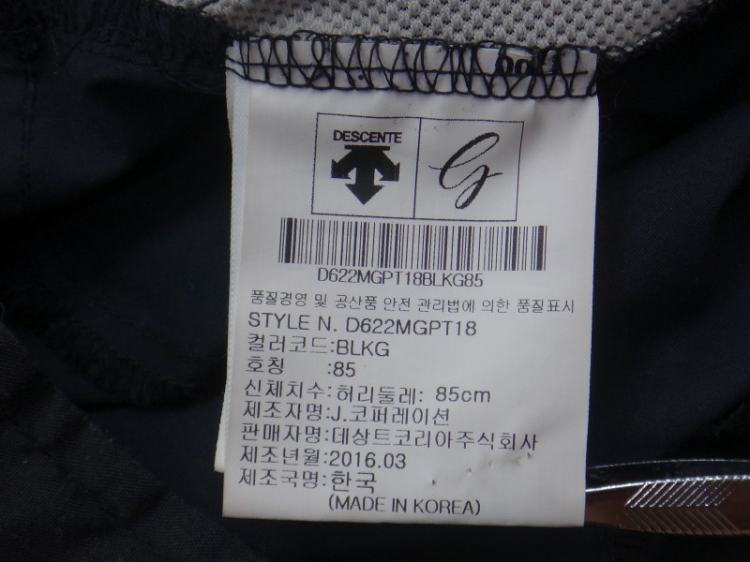 DESCENTE
G
D622MGPT18BLKG85
품질경영 및 공산품 안전 관리법에 의한 품질표시
STYLE N. D622MGPT18
컬러코드:BLKG
호칭 :85
신체치수:허리둘레: 85cm
제조자명:J.코퍼레이션
판매자명:데상트코리아주식회사
제조년월:2016.03
제조국명:한국
(MADE IN KOREA)